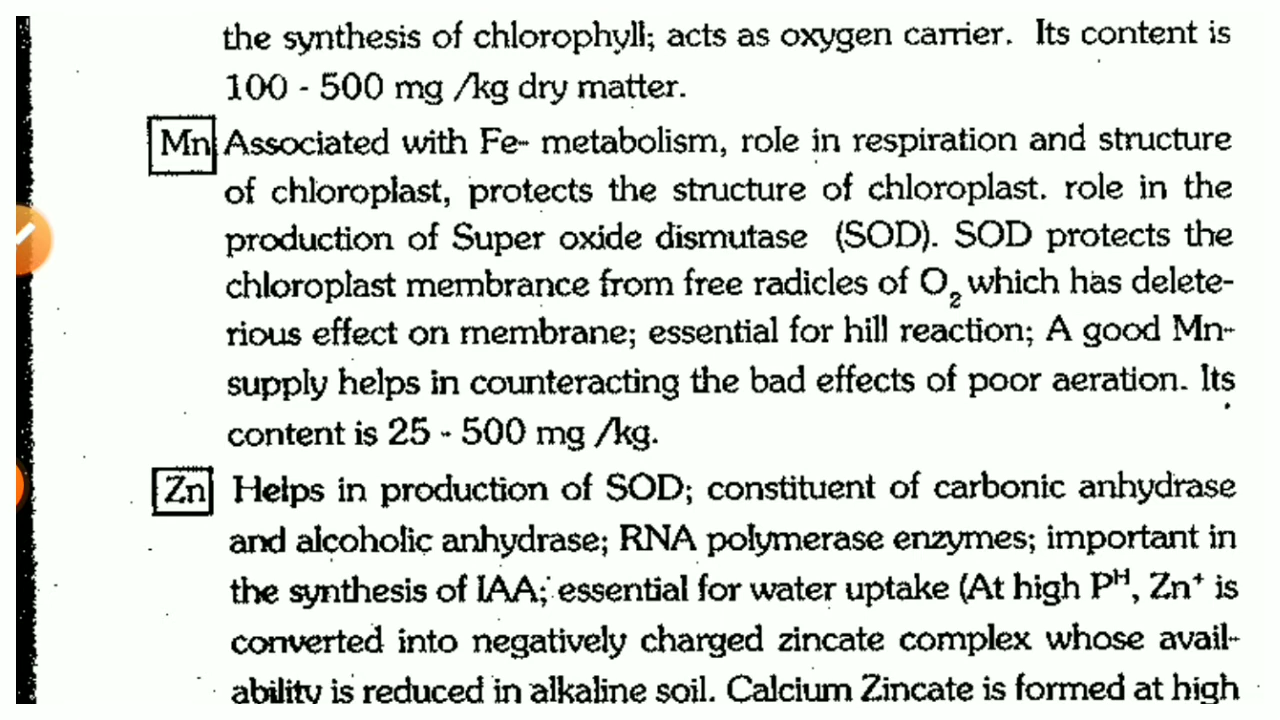 the synthesis of chlorophyll; acts as oxygen carrier. Its content is
100 - 500 mg /kg dry matter.
Mn Associated with Fe- metabolism, role in respiration and structure
of chloroplast, protects the structure of chloroplast. role in the
production of Super oxide dismutase (SOD). SOD protects the
chloroplast membrance from free radicles of O₂ which has delete-
rious effect on membrane; essential for hill reaction; A good Mn-
supply helps in counteracting the bad effects of poor aeration. Its
content is 25 - 500 mg /kg.
Zn Helps in production of SOD; constituent of carbonic anhydrase
and alcoholic anhydrase; RNA polymerase enzymes; important in
the synthesis of IAA; essential for water uptake (At high Pᴴ, Zn⁺ is
converted into negatively charged zincate complex whose avail-
ability is reduced in alkaline soil. Calcium Zincate is formed at high